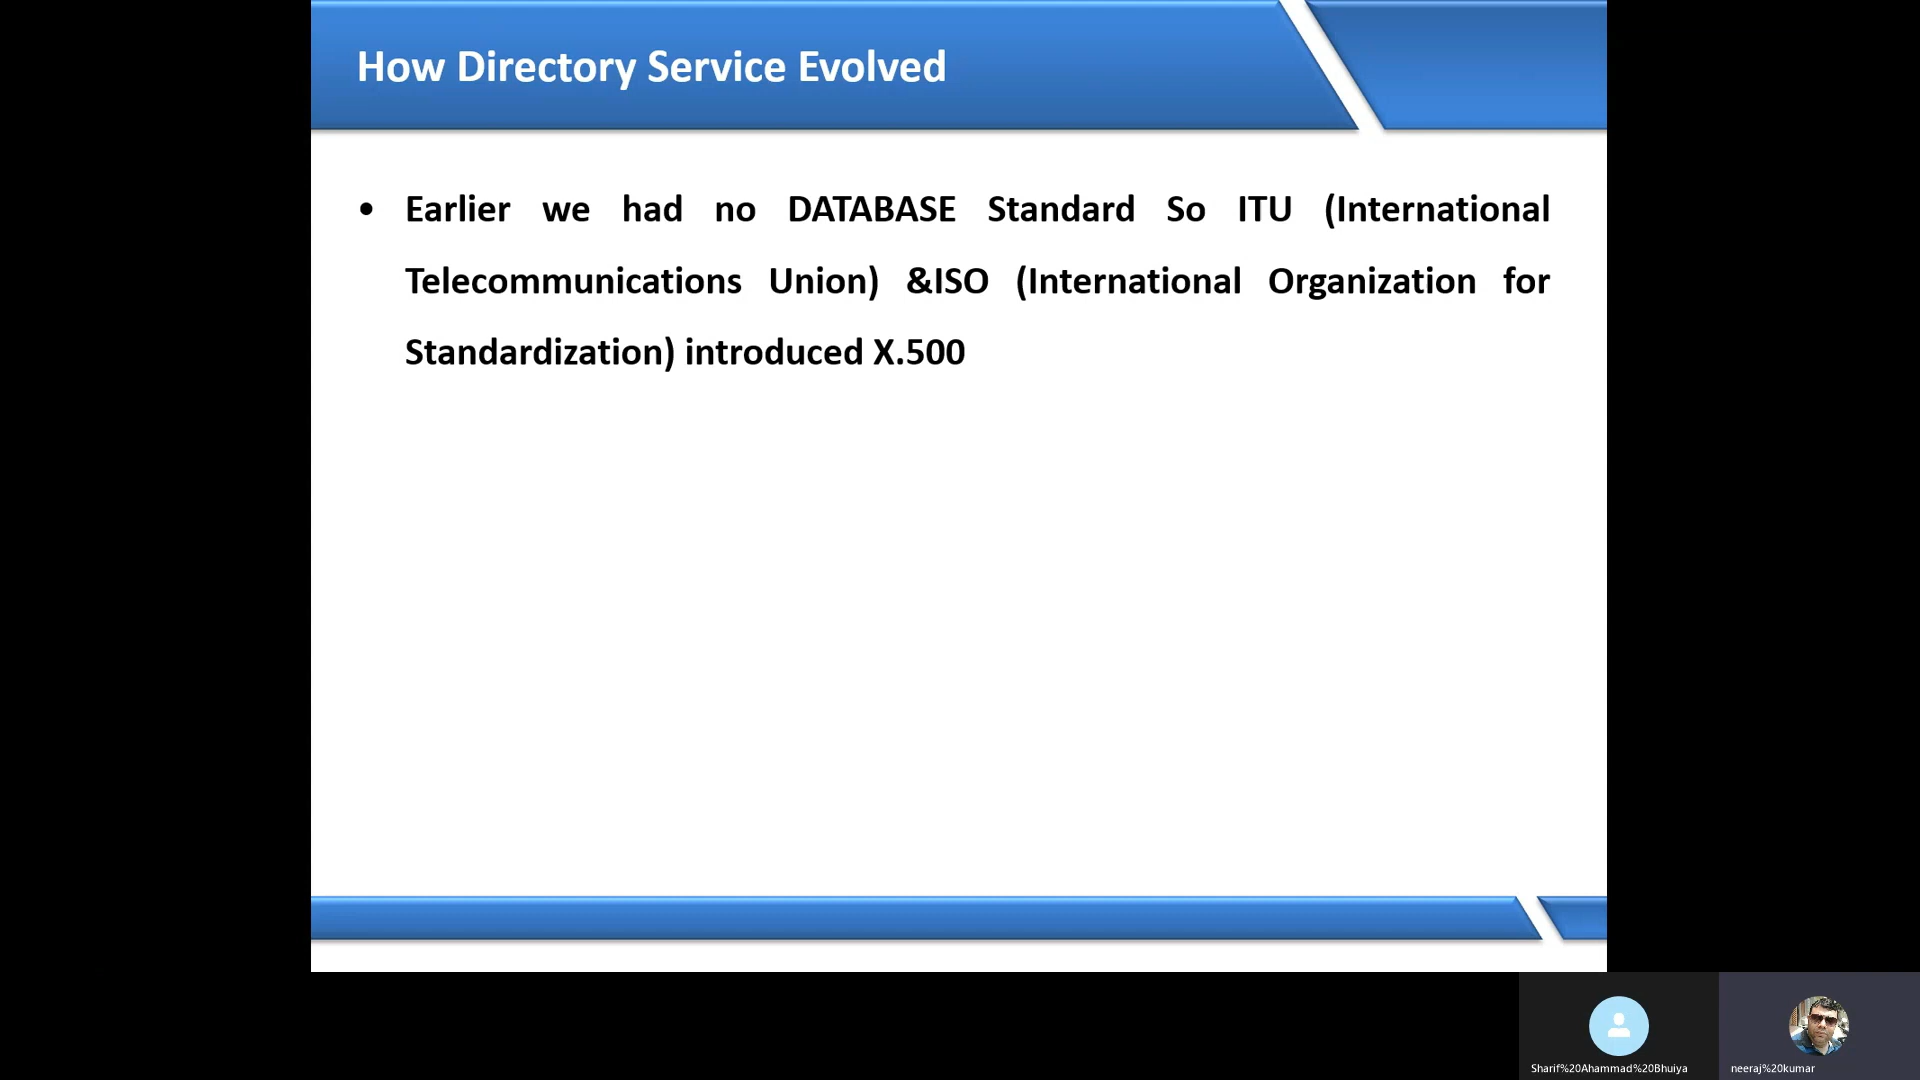 How Directory Service Evolved
• Earlier we had no DATABASE Standard So ITU (International
Telecommunications Union) &ISO (International Organization for
Standardization) introduced X.500
Sharif%20Ahammad%20Bhuiya
neeraj%20kumar